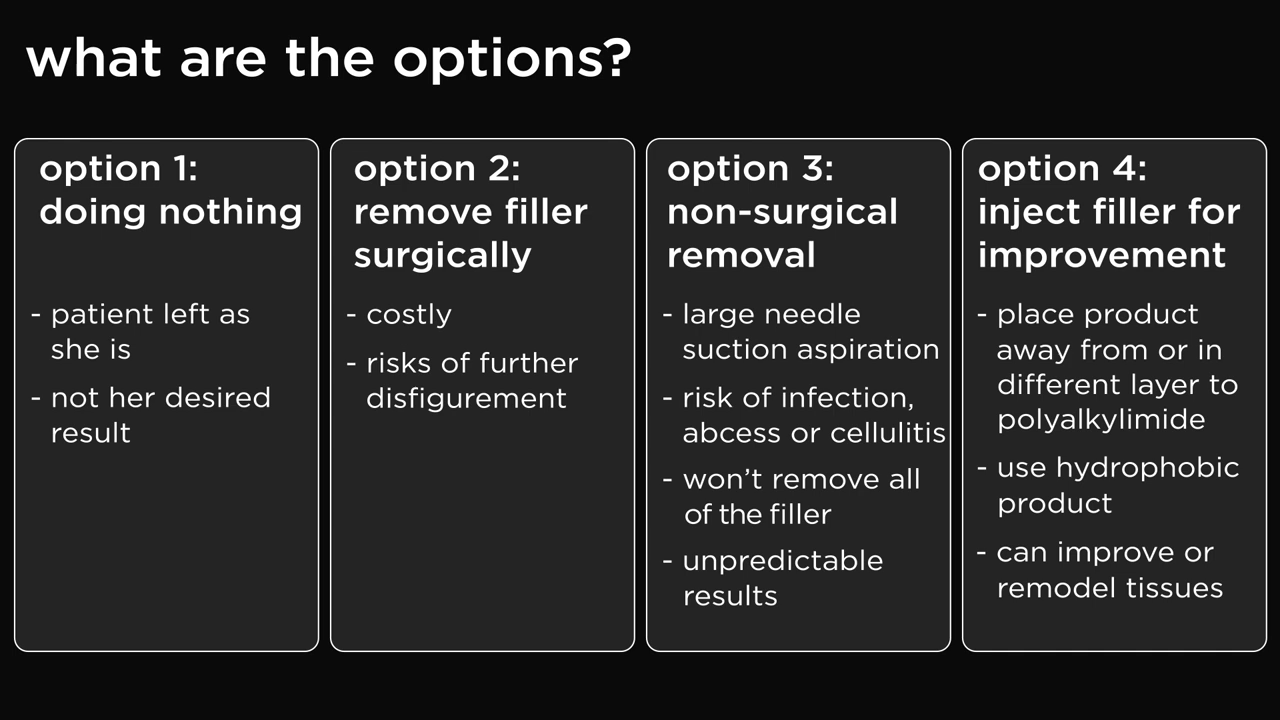 what are the options?
option 1:
doing nothing
- patient left as
she is
- not her desired
result
option 2:
remove filler
surgically
- costly
- risks of further
disfigurement
option 3:
non-surgical
removal
- large needle
suction aspiration
- risk of infection,
abcess or cellulitis
- won't remove all
of the filler
- unpredictable
results
option 4:
inject filler for
improvement
- place product
away from or in
different layer to
polyalkylimide
- use hydrophobic
product
- can improve or
remodel tissues